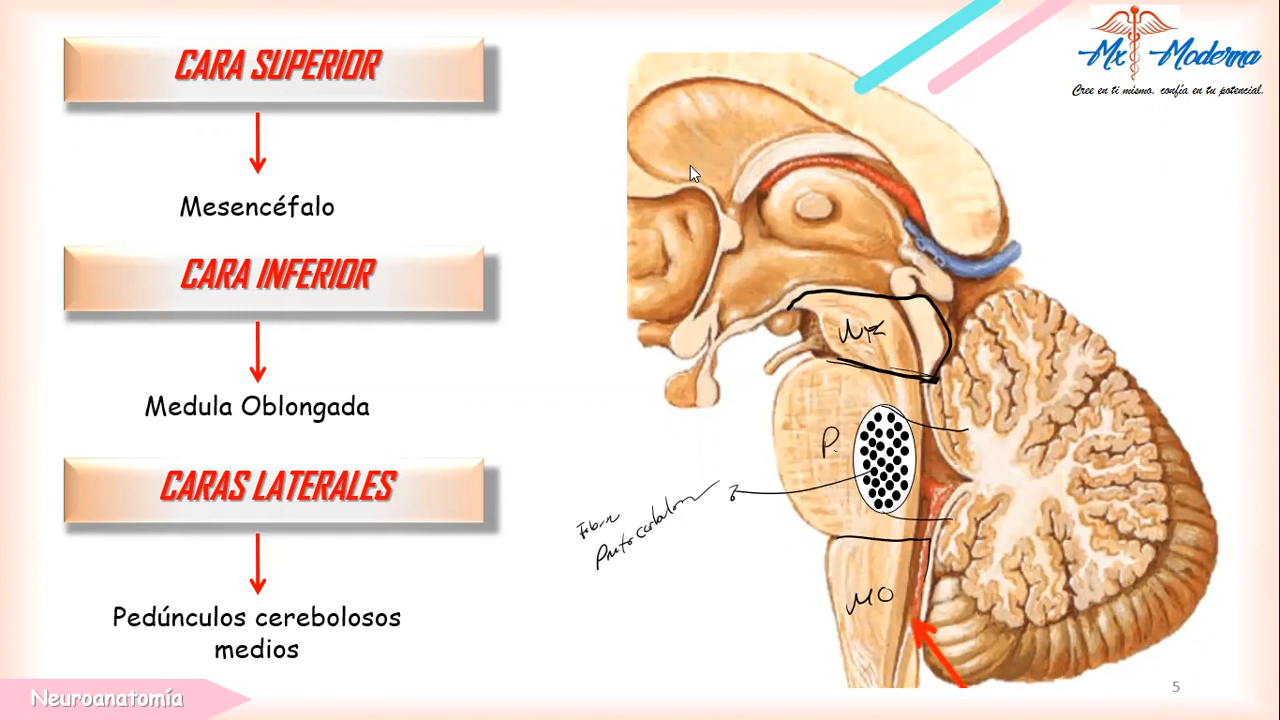 CARA SUPERIOR
Mesencéfalo
CARA INFERIOR
Medula Oblongada
CARAS LATERALES
Pedúnculos cerebolosos
medios
Neuroanatomía
Mx Moderna
Cree en ti mismo, confía en tu potencial.
P.
MO
5